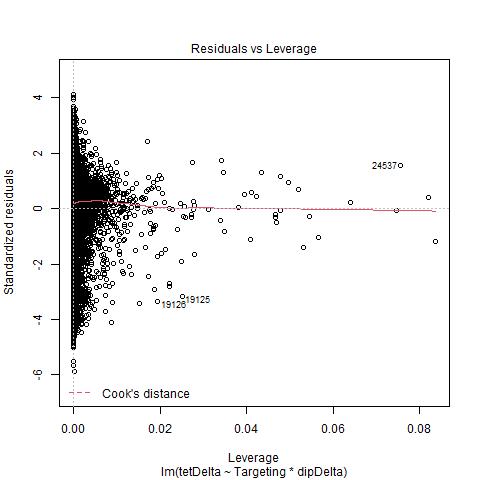 Residuals vs Leverage
Standardized residuals
4
2
0
-2
-4
-6
24537
19126
19125
Cook's distance
0.00 0.02 0.04 0.06 0.08
Leverage
lm(tetDelta ~ Targeting * dipDelta)